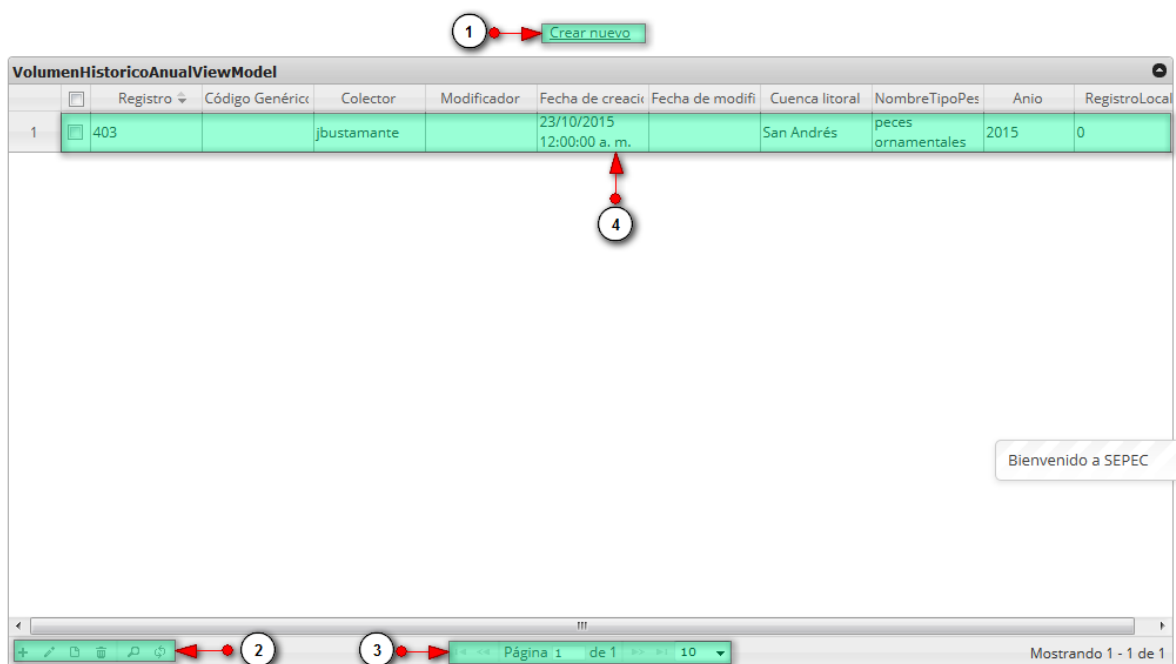 1
Crear nuevo
VolumenHistoricoAnualViewModel
Registro Código Genéric Colector Modificador Fecha de creaci Fecha de modifi Cuenca litoral NombreTipoPes Anio RegistroLocal
1 403 jbustamante 23/10/2015 12:00:00 a. m. San Andrés peces ornamentales 2015 0
4
Bienvenido a SEPEC
2
3
Página 1 de 1 10
Mostrando 1 - 1 de 1